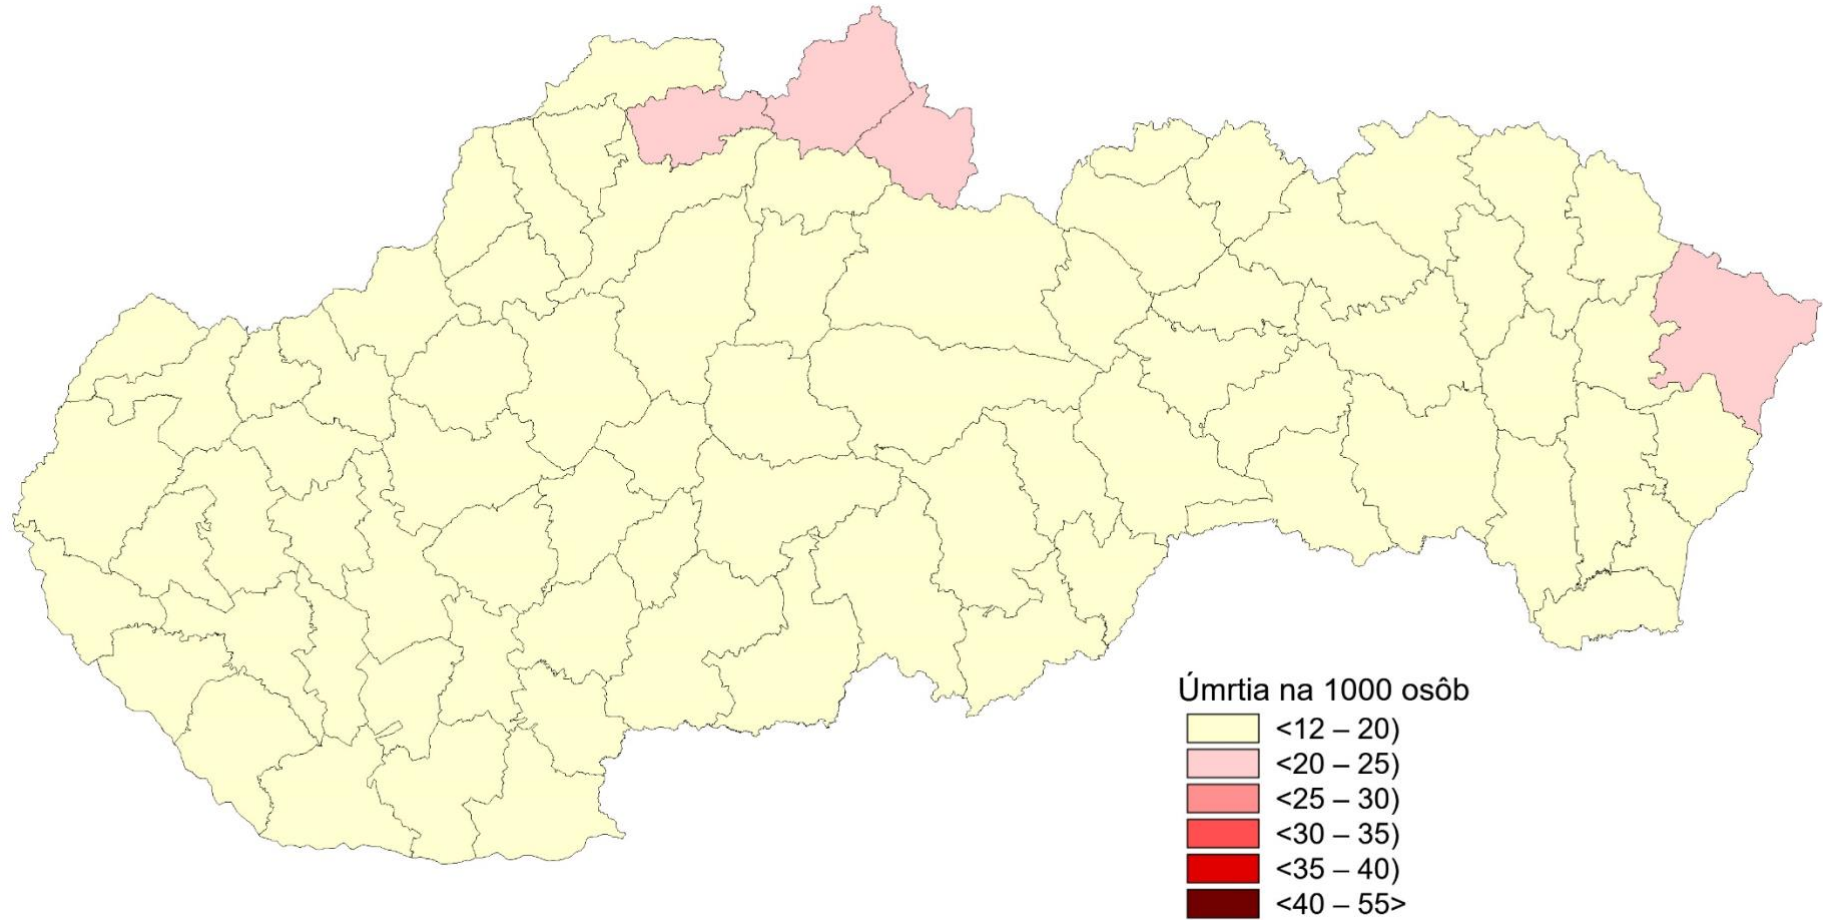 Úmrtia na 1000 osôb
<12 – 20)
<20 – 25)
<25 – 30)
<30 – 35)
<35 – 40)
<40 – 55>